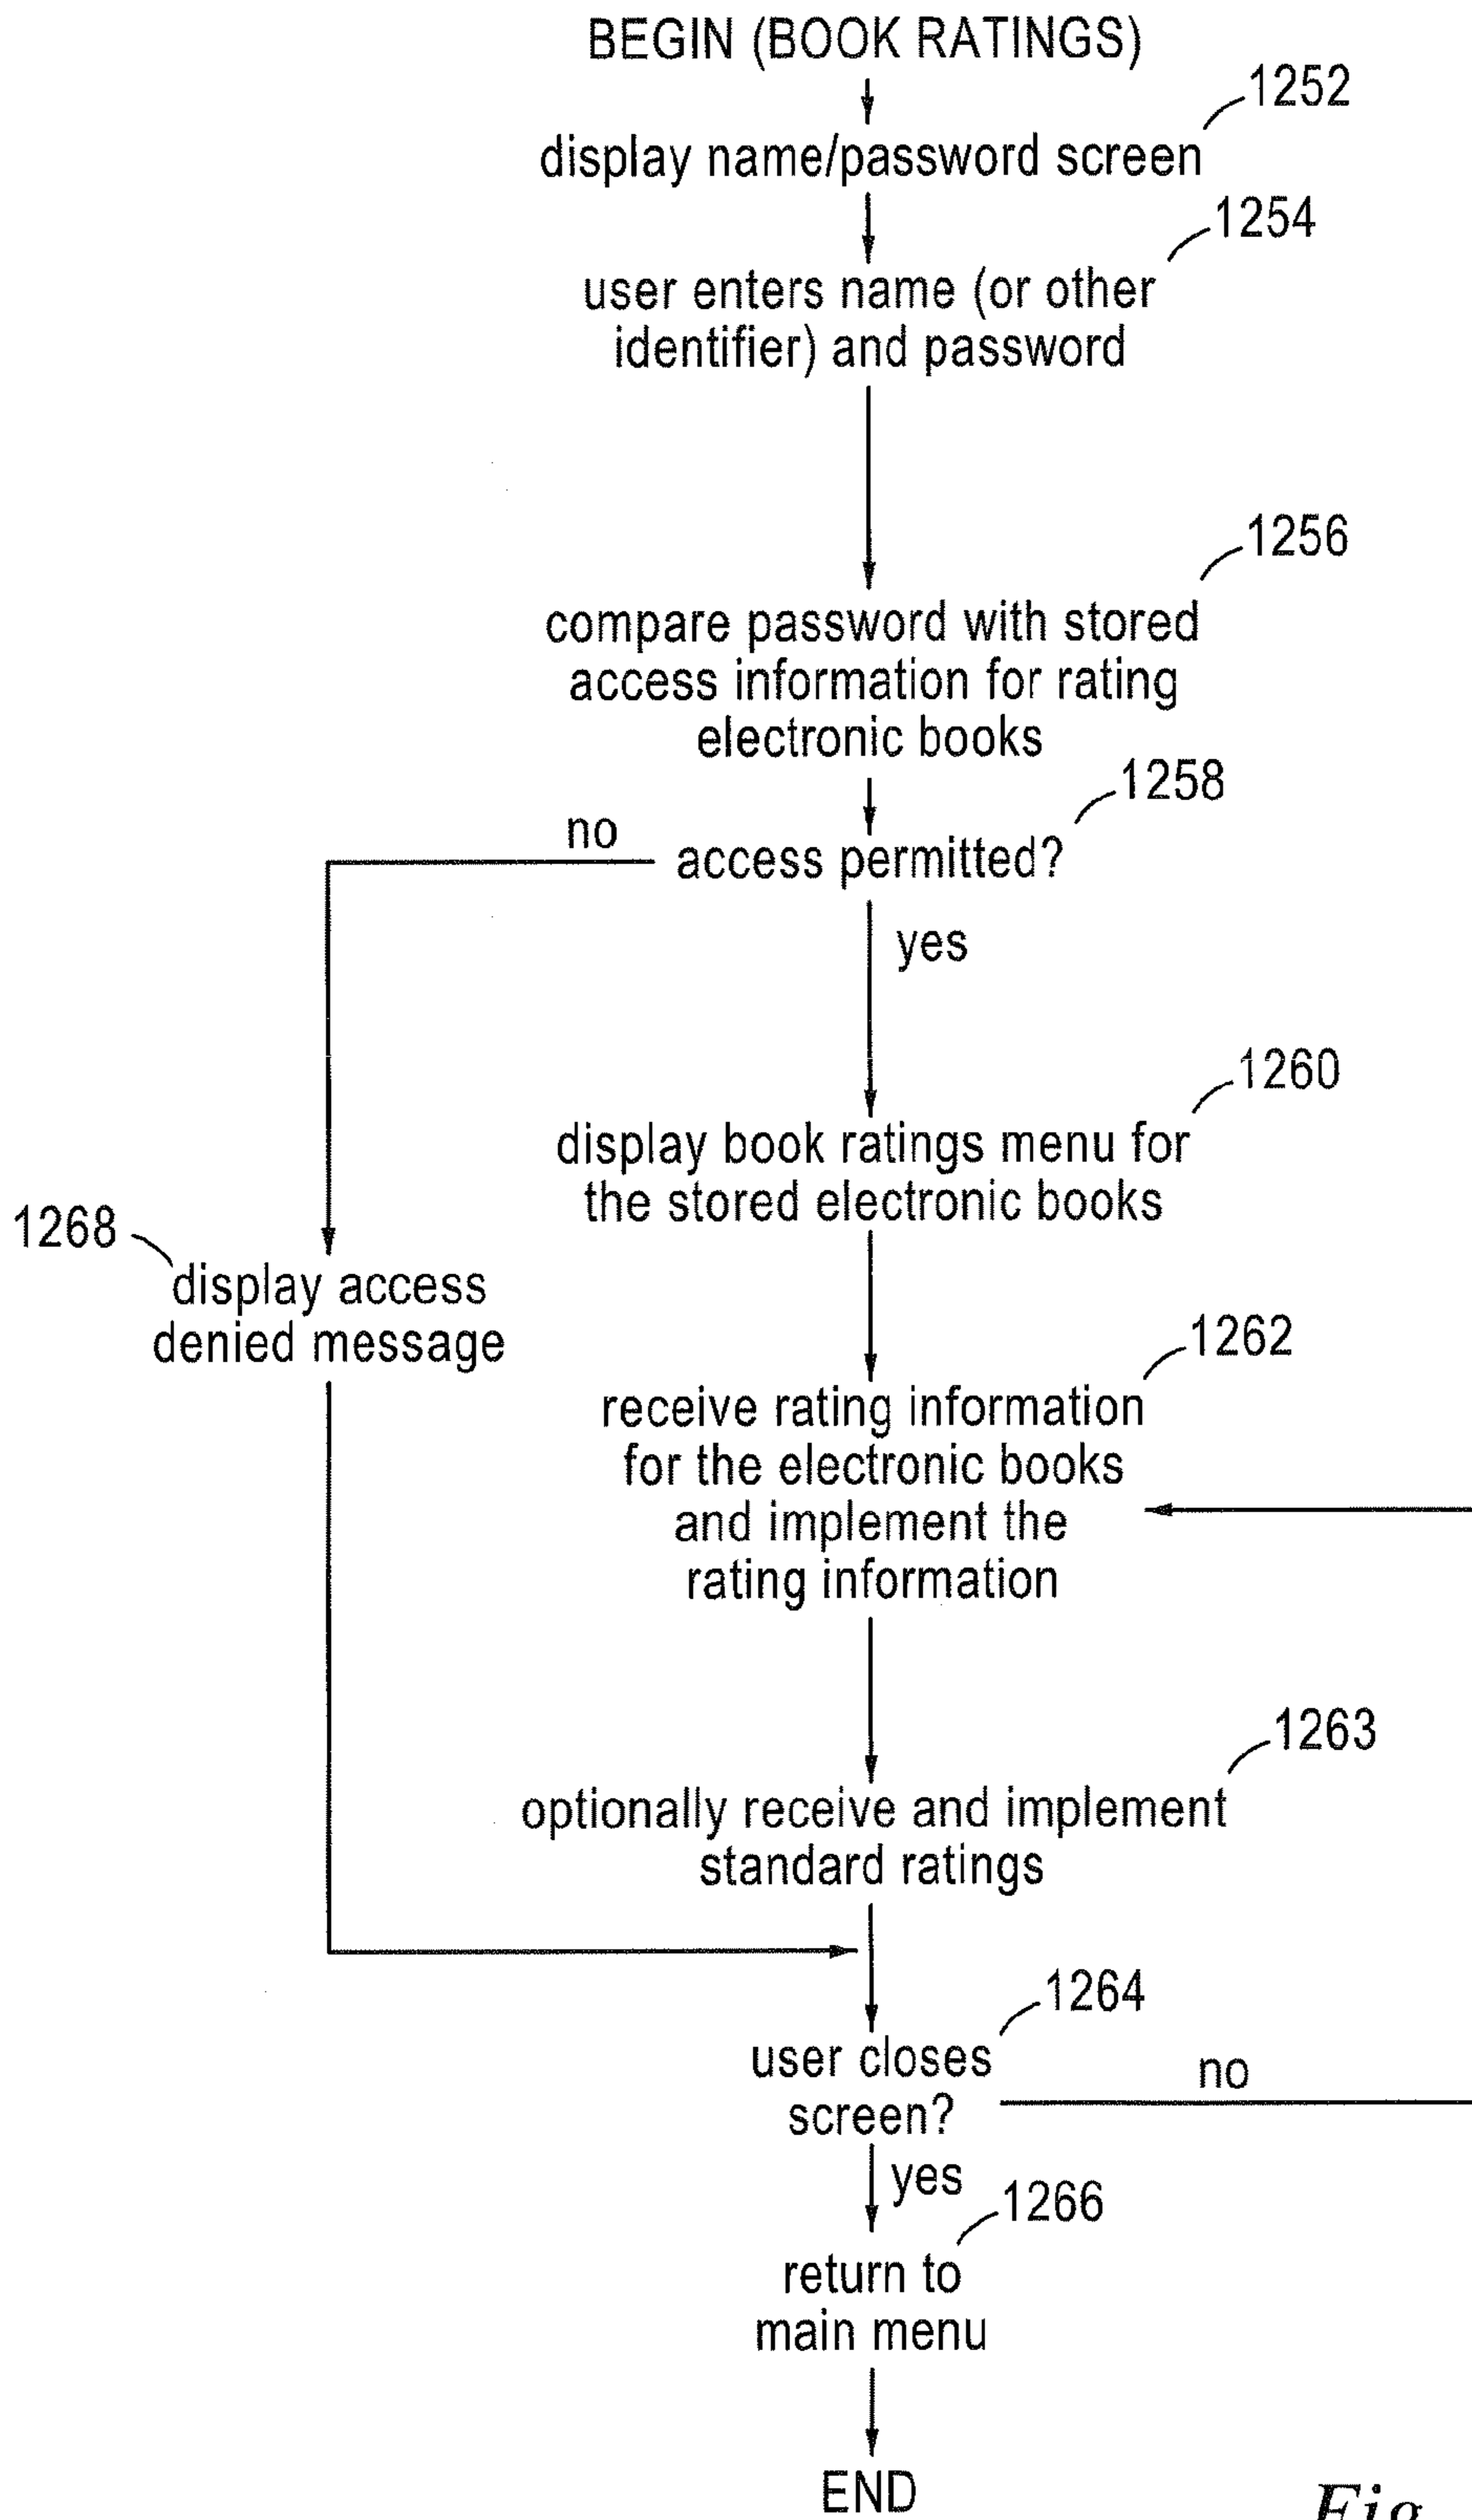 BEGIN (BOOK RATINGS)
1252
display name/password screen
1254
user enters name (or other
identifier) and password
1256
compare password with stored
access information for rating
electronic books
1258
no
access permitted?
yes
1260
display book ratings menu for
the stored electronic books
1268
display access
denied message
1262
receive rating information
for the electronic books
and implement the
rating information
1263
optionally receive and implement
standard ratings
1264
user closes
screen?
no
yes
1266
return to
main menu
END
Fig